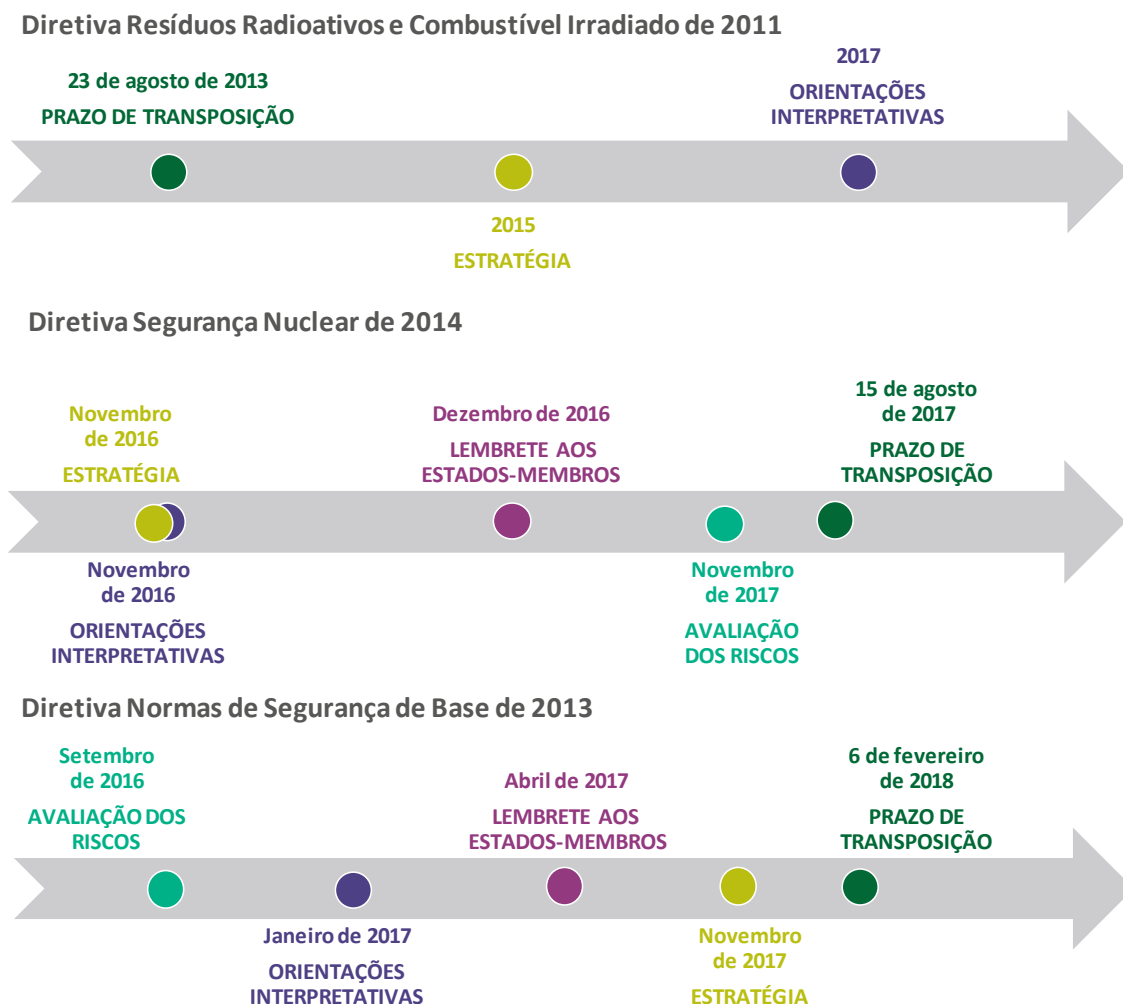 Diretiva Resíduos Radioativos e Combustível Irradiado de 2011
23 de agosto de 2013
PRAZO DE TRANSPOSIÇÃO
2017
ORIENTAÇÕES
INTERPRETATIVAS
2015
ESTRATÉGIA
Diretiva Segurança Nuclear de 2014
Novembro
de 2016
ESTRATÉGIA
Dezembro de 2016
LEMBRETE AOS
ESTADOS-MEMBROS
15 de agosto
de 2017
PRAZO DE
TRANSPOSIÇÃO
Novembro
de 2016
ORIENTAÇÕES
INTERPRETATIVAS
Novembro
de 2017
AVALIAÇÃO
DOS RISCOS
Diretiva Normas de Segurança de Base de 2013
Setembro
de 2016
AVALIAÇÃO DOS
RISCOS
Abril de 2017
LEMBRETE AOS
ESTADOS-MEMBROS
6 de fevereiro
de 2018
PRAZO DE
TRANSPOSIÇÃO
Janeiro de 2017
ORIENTAÇÕES
INTERPRETATIVAS
Novembro
de 2017
ESTRATÉGIA